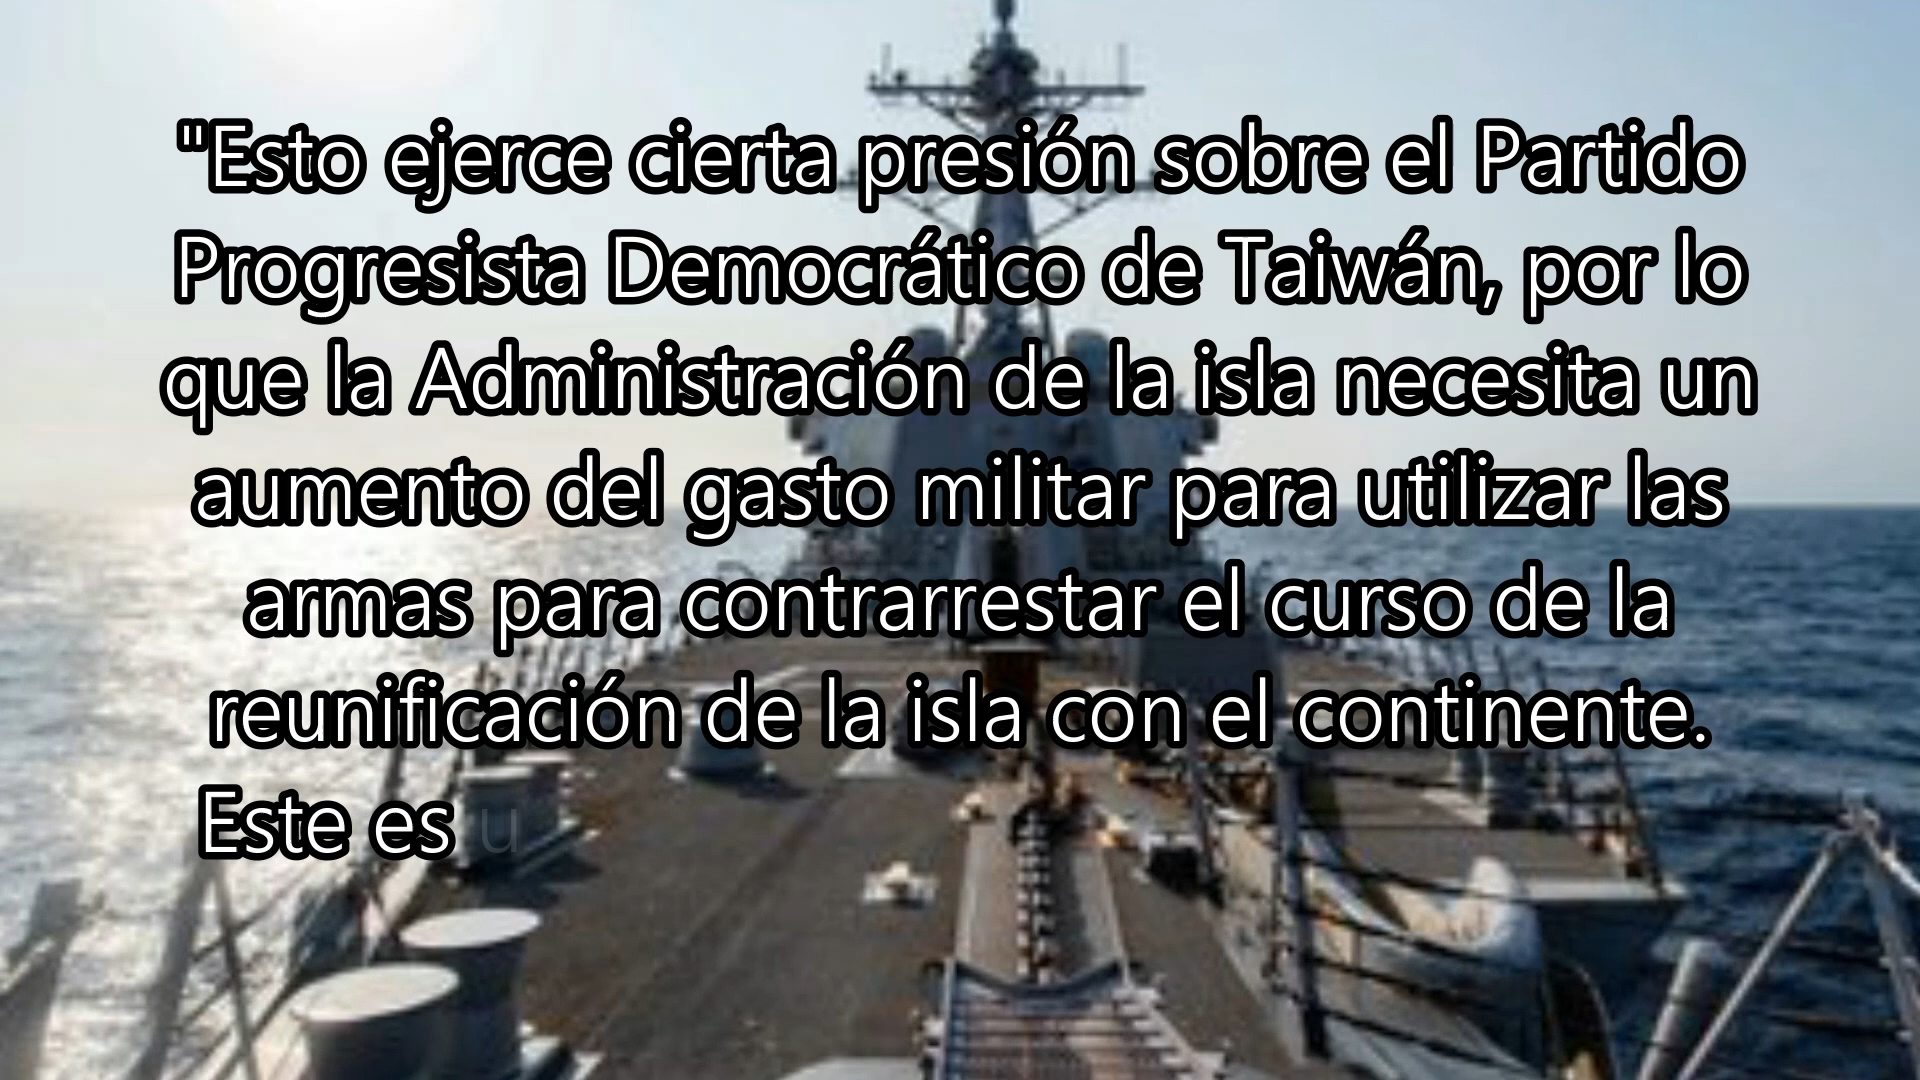 "Esto ejerce cierta presión sobre el Partido
Progresista Democrático de Taiwán, por lo
que la Administración de la isla necesita un
aumento del gasto militar para utilizar las
armas para contrarrestar el curso de la
reunificación de la isla con el continente.
Este es u